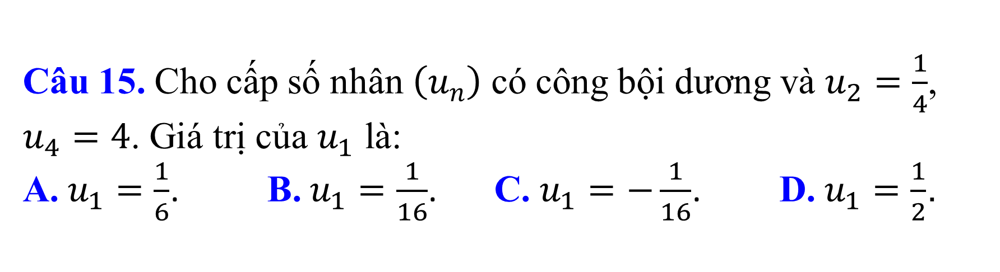 Câu 15. Cho cấp số nhân $(u_n)$ có công bội dương và $u_2 = \frac{1}{4}$,
$u_4 = 4$. Giá trị của $u_1$ là:
A. $u_1 = \frac{1}{6}$. B. $u_1 = \frac{1}{16}$. C. $u_1 = -\frac{1}{16}$. D. $u_1 = \frac{1}{2}$.